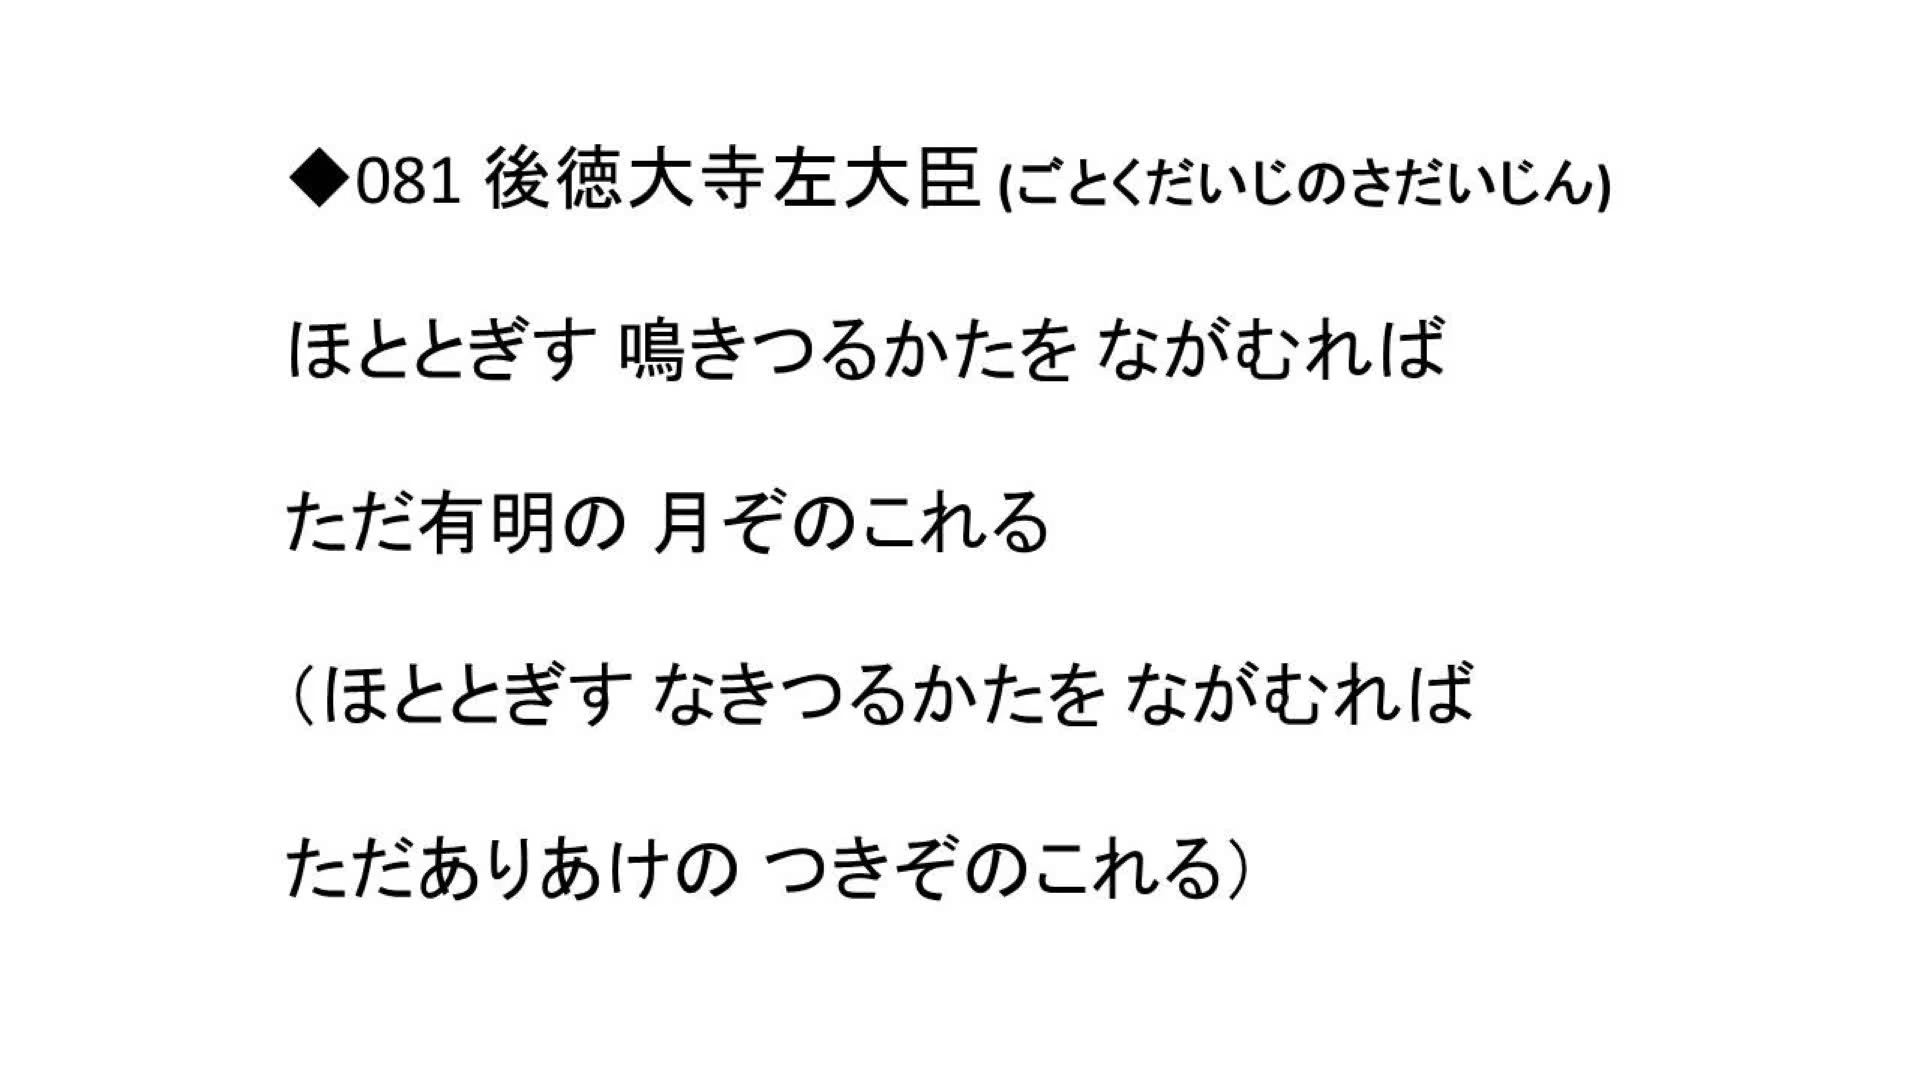 ◆081 後徳大寺左大臣 (ごとくだいじのさだいじん)
ほととぎす 鳴きつるかたを ながむれば
ただ有明の 月ぞのこれる
（ほととぎす なきつるかたを ながむれば
ただありあけの つきぞのこれる）